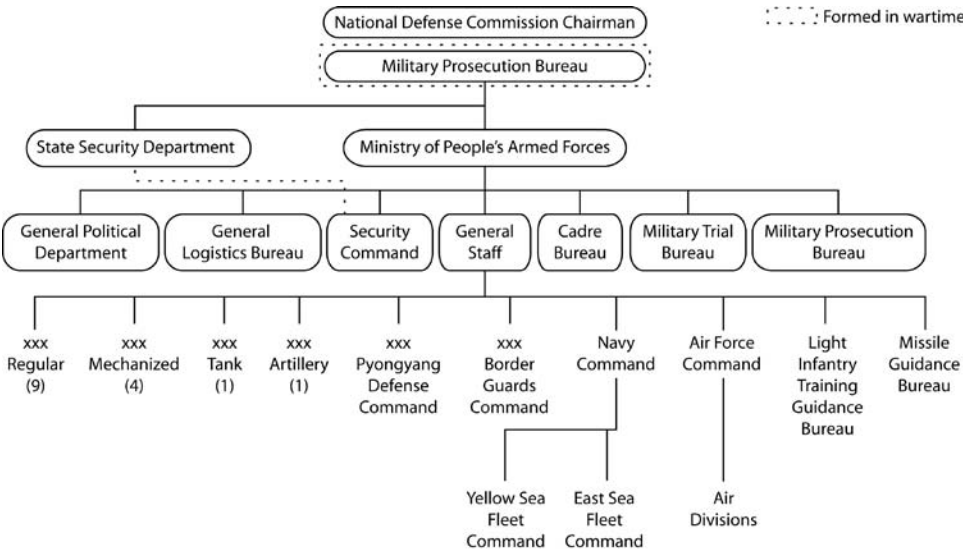 National Defense Commission Chairman
Formed in wartime
Military Prosecution Bureau
State Security Department
Ministry of People's Armed Forces
General Political
Department
General
Logistics Bureau
Security
Command
General
Staff
Cadre
Bureau
Military Trial
Bureau
Military Prosecution
Bureau
xxx
Regular
(9)
xxx
Mechanized
(4)
xxx
Tank
(1)
xxx
Artillery
(1)
xxx
Pyongyang
Defense
Command
xxx
Border
Guards
Command
Navy
Command
Air Force
Command
Light
Infantry
Training
Guidance
Bureau
Missile
Guidance
Bureau
Yellow Sea
Fleet
Command
East Sea
Fleet
Command
Air
Divisions